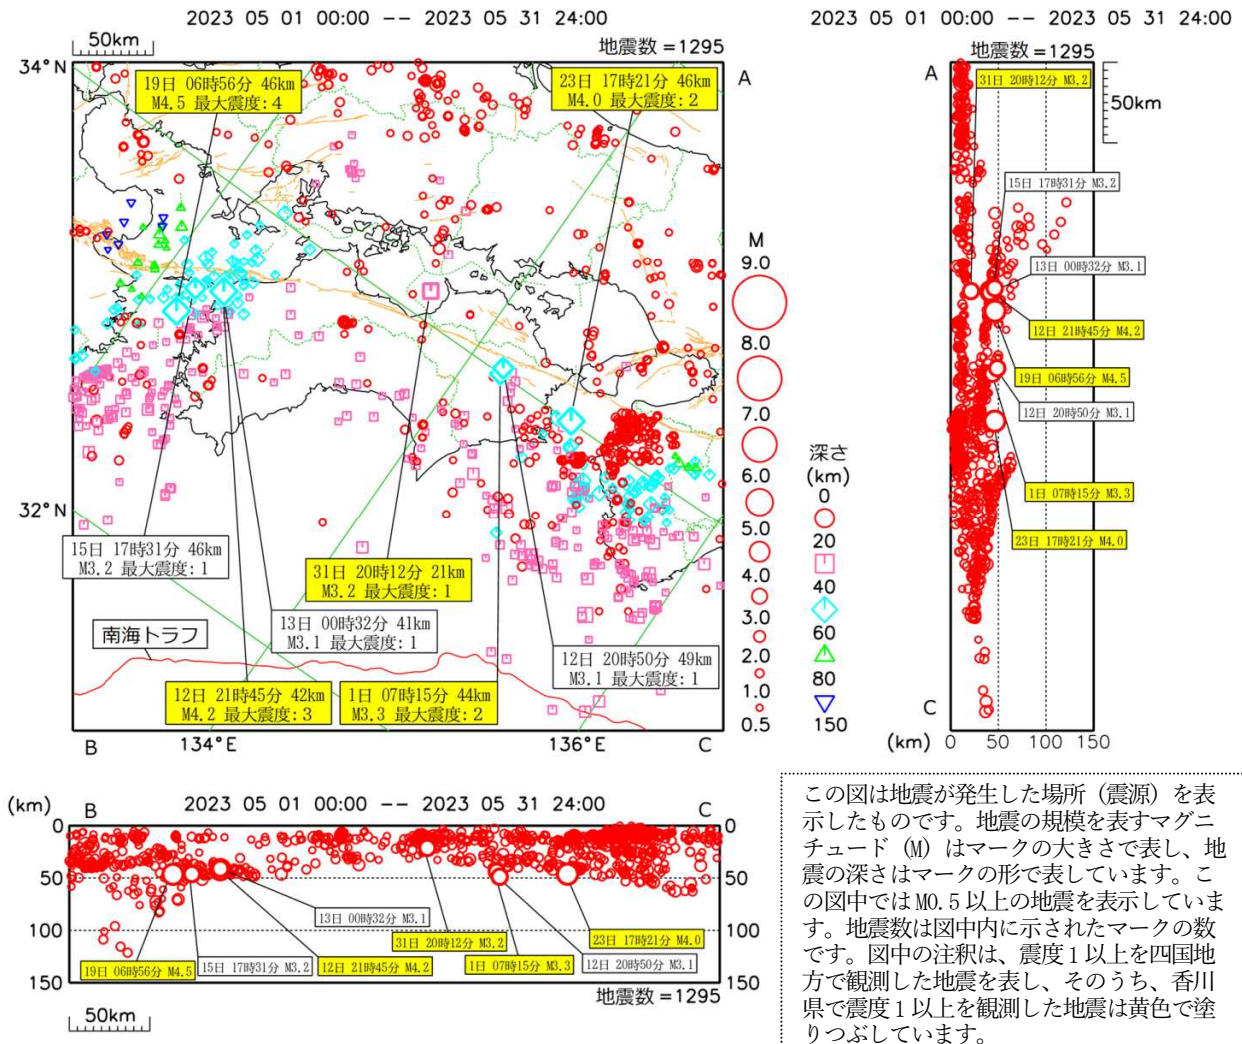 2023 05 01 00:00 -- 2023 05 31 24:00
50km
地震数=1295
34°N
19日 06時56分 46km
M4.5 最大震度:4
23日 17時21分 46km
M4.0 最大震度:2
A
32°N
15日 17時31分 46km
M3.2 最大震度:1
31日 20時12分 21km
M3.2 最大震度:1
13日 00時32分 41km
M3.1 最大震度:1
12日 20時50分 49km
M3.1 最大震度:1
南海トラフ
12日 21時45分 42km
M4.2 最大震度:3
1日 07時15分 44km
M3.3 最大震度:2
B
134°E
136°E
C
M
9.0
8.0
7.0
6.0
5.0
4.0
3.0
2.0
1.0
0.5
深さ
(km)
0
20
40
60
80
150
2023 05 01 00:00 -- 2023 05 31 24:00
地震数=1295
A
31日 20時12分 M3.2
50km
15日 17時31分 M3.2
13日 00時32分 M3.1
12日 21時45分 M4.2
19日 06時56分 M4.5
12日 20時50分 M3.1
1日 07時15分 M3.3
23日 17時21分 M4.0
C
(km)
0 50 100 150
(km)
B
2023 05 01 00:00 -- 2023 05 31 24:00
C
0
50
100
150
0
50
100
150
13日 00時32分 M3.1
31日 20時12分 M3.2
23日 17時21分 M4.0
19日 06時56分 M4.5
15日 17時31分 M3.2
12日 21時45分 M4.2
1日 07時15分 M3.3
12日 20時50分 M3.1
地震数=1295
50km
この図は地震が発生した場所（震源）を表
示したものです。地震の規模を表すマグニ
チュード（M）はマークの大きさで表し、地
震の深さはマークの形で表しています。こ
の図中ではM0.5以上の地震を表示していま
す。地震数は図中内に示されたマークの数
です。図中の注釈は、震度１以上を四国地
方で観測した地震を表し、そのうち、香川
県で震度１以上を観測した地震は黄色で塗
りつぶしています。